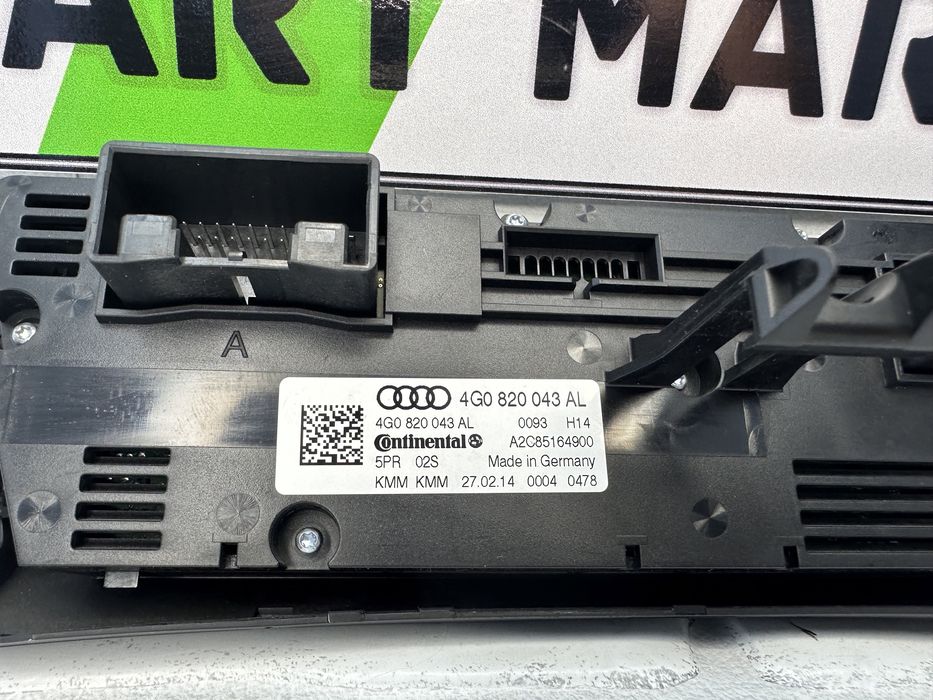 ART MAR
A
4G0 820 043 AL
4G0 820 043 AL 0093 H14
Continental A2C85164900
5PR 02S Made in Germany
KMM KMM 27.02.14 0004 0478